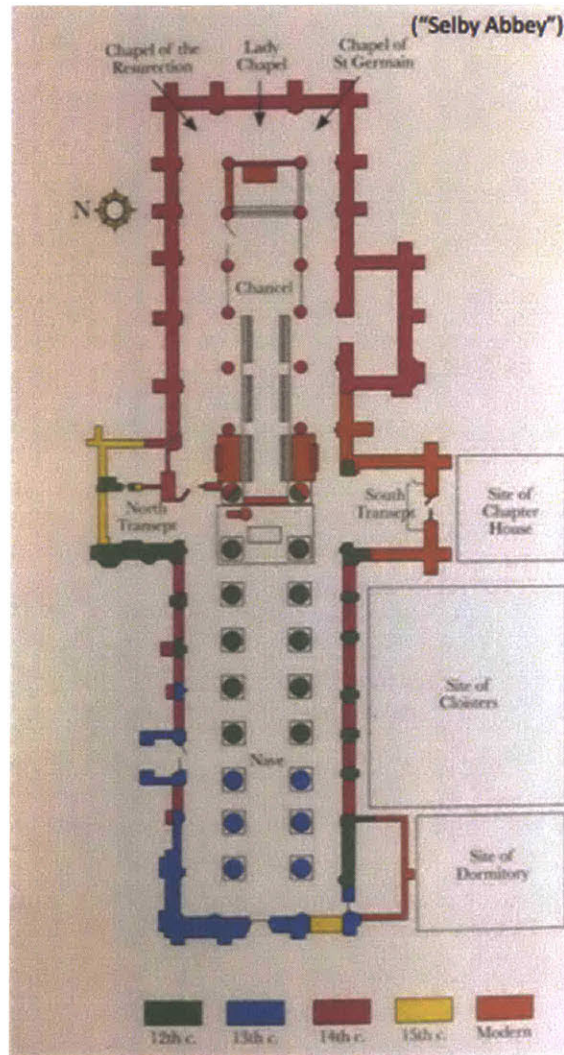 ("Selby Abbey")
Chapel of the
Resurection
Lady
Chapel
Chapel of
St Germain
N
Chancel
North
Transept
South
Transept
Site of
Chapter
House
Site of
Cloisters
Nave
Site of
Dormitory
12th c.
13th c.
14th c.
15th c.
Modern